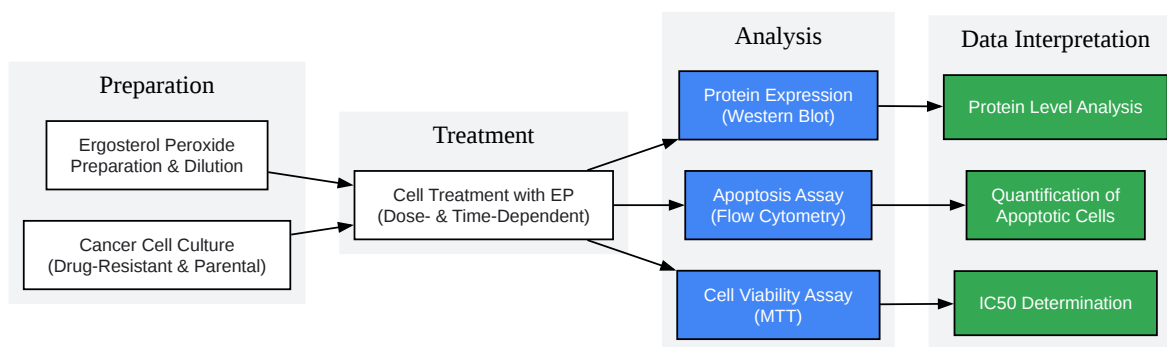 Preparation
Ergosterol Peroxide
Preparation & Dilution
Cancer Cell Culture
(Drug-Resistant & Parental)
Treatment
Cell Treatment with EP
(Dose- & Time-Dependent)
Analysis
Protein Expression
(Western Blot)
Apoptosis Assay
(Flow Cytometry)
Cell Viability Assay
(MTT)
Data Interpretation
Protein Level Analysis
Quantification of
Apoptotic Cells
IC50 Determination